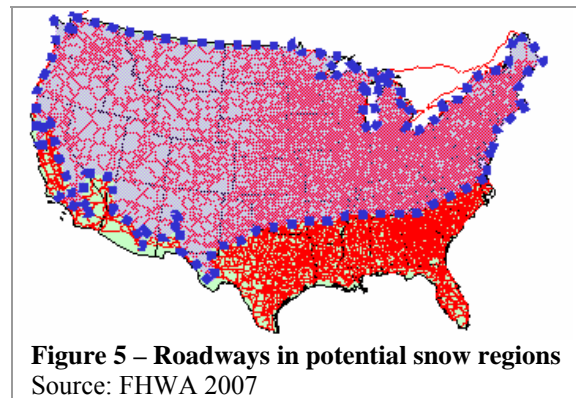 Figure 5 – Roadways in potential snow regions
Source: FHWA 2007